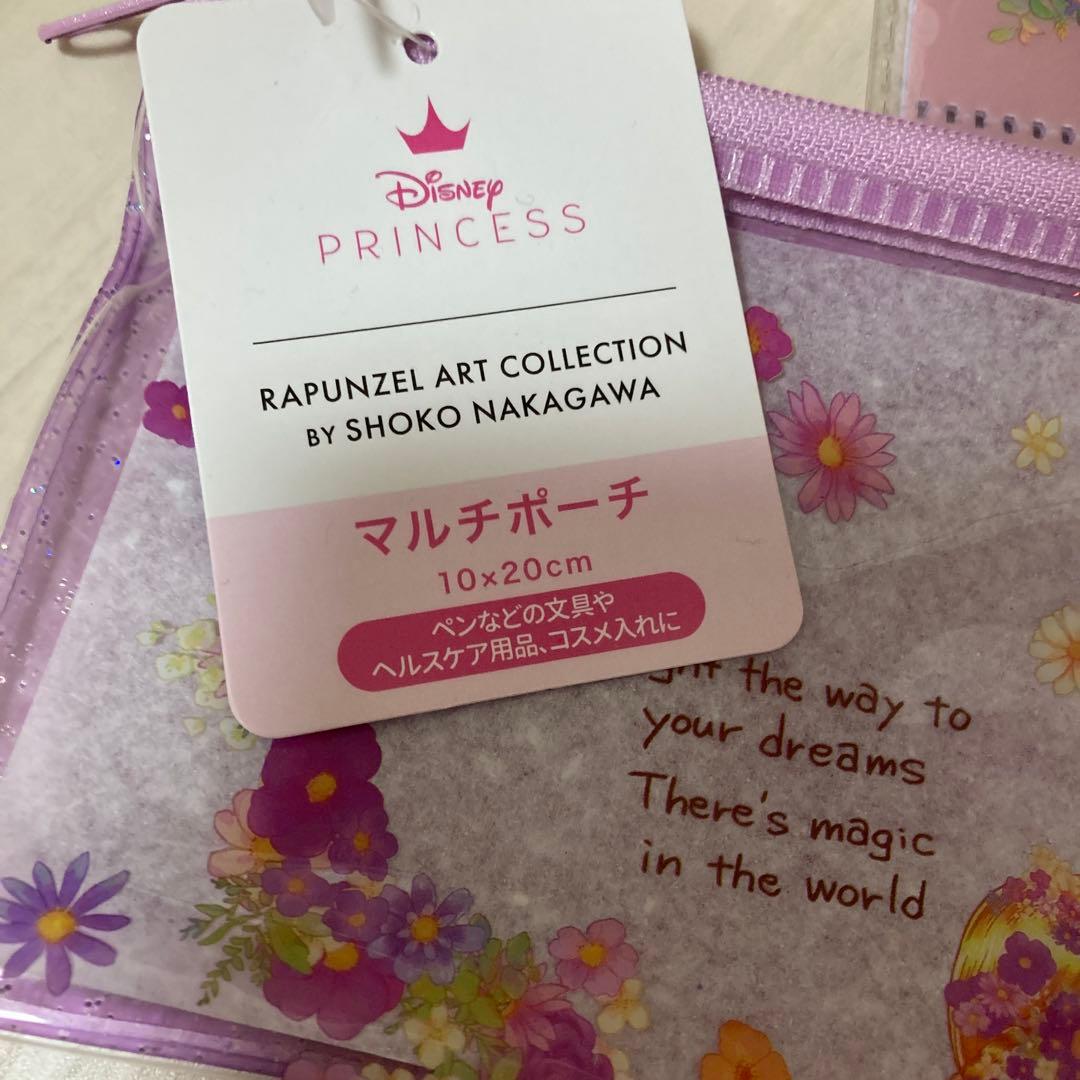 Disney
PRINCESS
RAPUNZEL ART COLLECTION
BY SHOKO NAKAGAWA
マルチポーチ
10×20cm
ペンなどの文具や
ヘルスケア用品、コスメ入れに
the way to
your dreams
There's magic
in the world